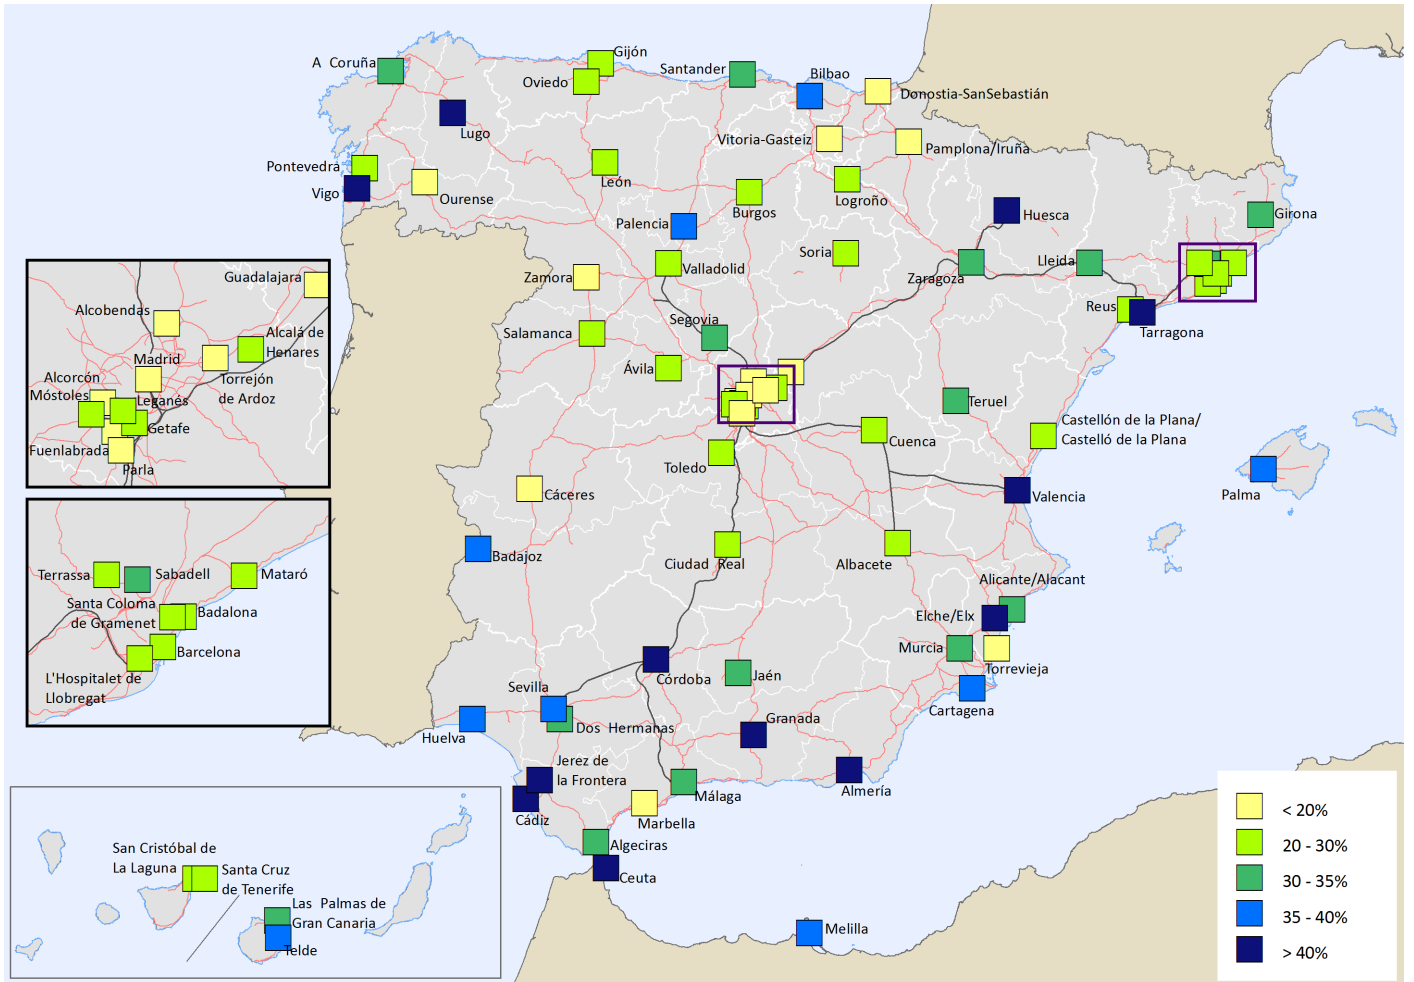 Gijón
A Coruña
Santander
Bilbao
Oviedo
Donostia-SanSebastián
Lugo
Vitoria-Gasteiz
Pamplona/Iruña
Pontevedra
León
Vigo
Ourense
Burgos
Logroño
Huesca
Girona
Palencia
Soria
Valladolid
Zaragoza
Lleida
Zamora
Reus
Tarragona
Segovia
Salamanca
Ávila
Teruel
Castellón de la Plana/
Castelló de la Plana
Cuenca
Toledo
Cáceres
Valencia
Palma
Badajoz
Ciudad Real
Albacete
Alicante/Alacant
Elche/Elx
Murcia
Torrevieja
Córdoba
Jaén
Sevilla
Cartagena
Dos Hermanas
Granada
Huelva
Jerez de
la Frontera
Málaga
Almería
Cádiz
Marbella
Algeciras
Ceuta
Melilla
Guadalajara
Alcobendas
Alcalá de
Henares
Madrid
Torrejón
de Ardoz
Alcorcón
Móstoles
Leganés
Getafe
Fuenlabrada
Parla
Terrassa
Sabadell
Mataró
Santa Coloma
de Gramenet
Badalona
Barcelona
L'Hospitalet de
Llobregat
San Cristóbal de
La Laguna
Santa Cruz
de Tenerife
Las Palmas de
Gran Canaria
Telde
< 20%
20 - 30%
30 - 35%
35 - 40%
> 40%